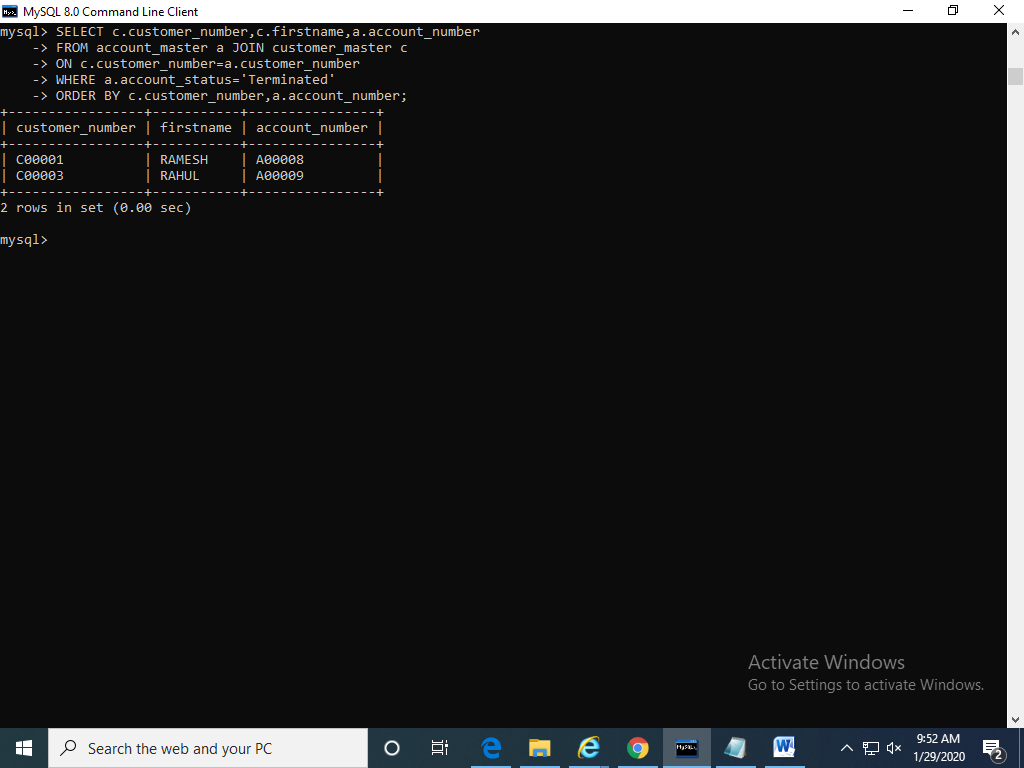 MySQL 8.0 Command Line Client
mysql> SELECT c.customer_number,c.firstname,a.account_number
    -> FROM account_master a JOIN customer_master c
    -> ON c.customer_number=a.customer_number
    -> WHERE a.account_status='Terminated'
    -> ORDER BY c.customer_number,a.account_number;
+-----------------+-----------+----------------+
| customer_number | firstname | account_number |
+-----------------+-----------+----------------+
| C00001          | RAMESH    | A00008         |
| C00003          | RAHUL     | A00009         |
+-----------------+-----------+----------------+
2 rows in set (0.00 sec)
mysql>
Activate Windows
Go to Settings to activate Windows.
Search the web and your PC
9:52 AM
1/29/2020
2